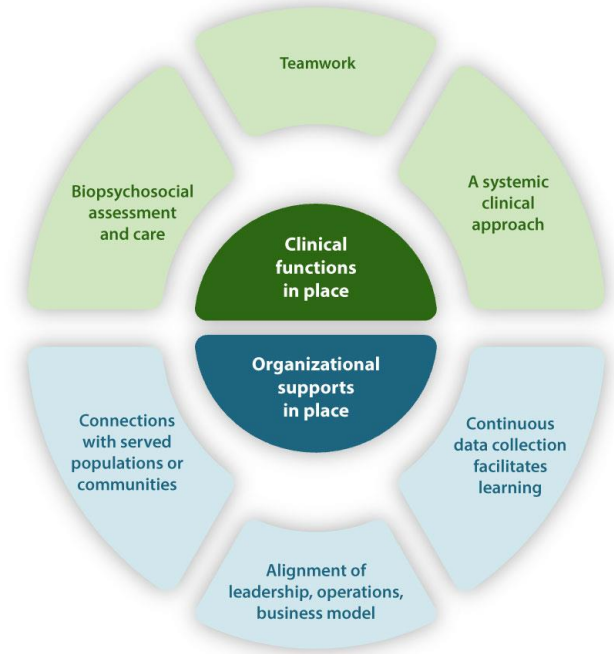 Teamwork
Biopsychosocial
assessment
and care
A systemic
clinical
approach
Clinical
functions
in place
Organizational
supports
in place
Connections
with served
populations or
communities
Continuous
data collection
facilitates
learning
Alignment of
leadership, operations,
business model